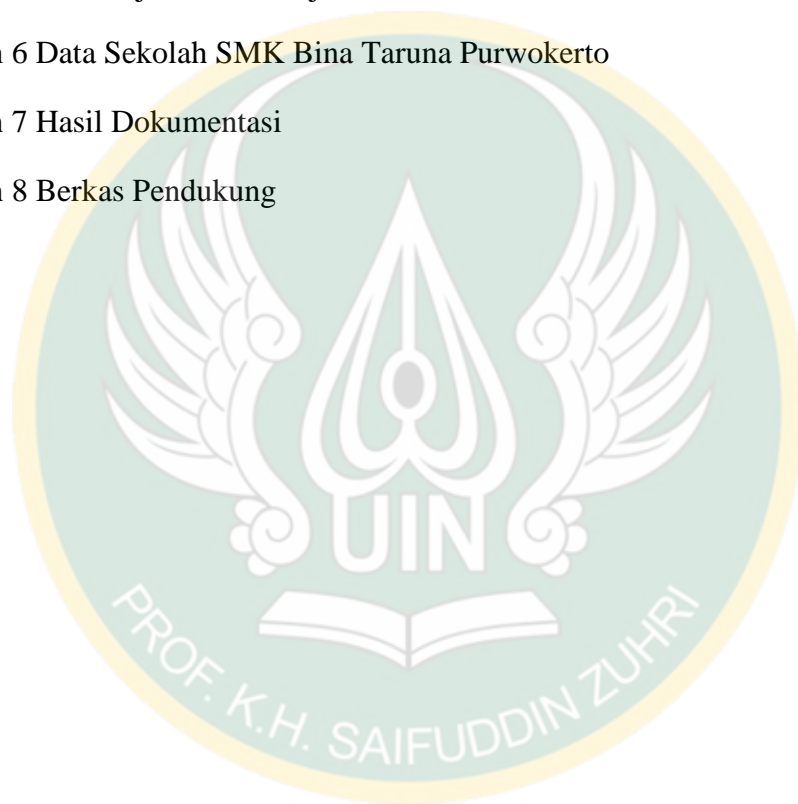 n 6 Data Sekolah SMK Bina Taruna Purwokerto
n 7 Hasil Dokumentasi
n 8 Berkas Pendukung
UIN
PROF. K.H. SAIFUDDIN ZUHRI